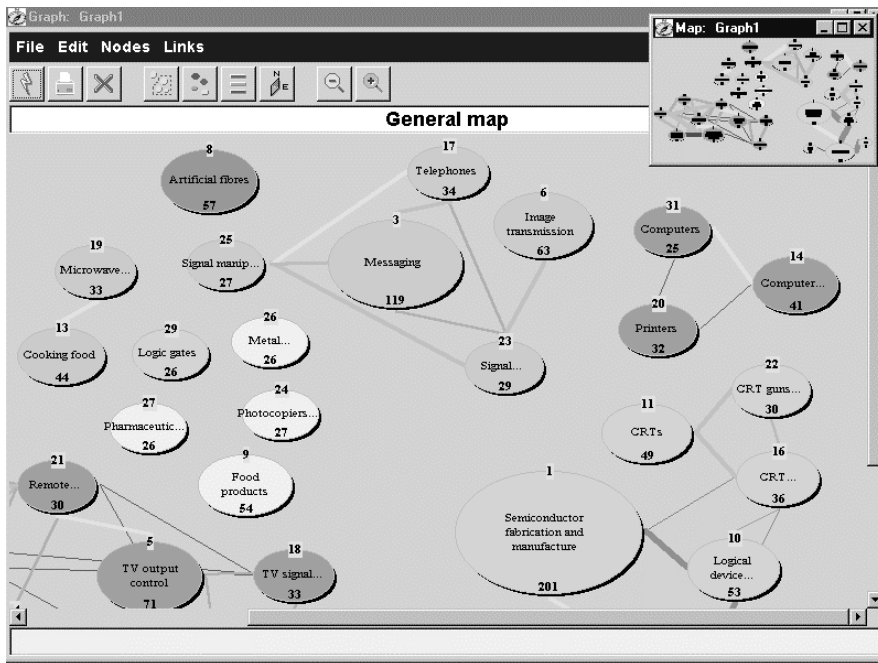 Graph: Graph1
Map: Graph1
File Edit Nodes Links
N
E
General map
8
Artificial fibres
57
17
Telephones
34
6
Image
transmission
63
31
Computers
25
19
Microwave...
33
25
Signal manip...
27
3
Messaging
119
14
Computer...
41
20
Printers
32
13
Cooking food
44
29
Logic gates
26
26
Metal...
26
23
Signal...
29
22
CRT guns...
30
27
Pharmaceutic...
26
24
Photocopiers...
27
11
CRTs
49
21
Remote...
30
9
Food
products
54
1
Semiconductor
fabrication and
manufacture
201
16
CRT...
36
5
TV output
control
71
18
TV signal...
33
10
Logical
device...
53